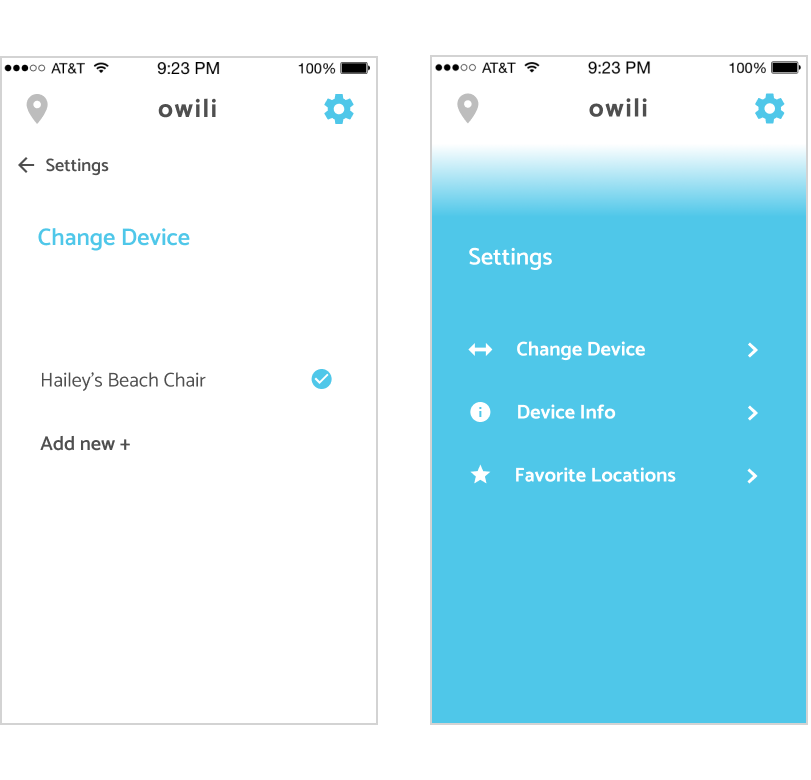 AT&T 9:23 PM 100%
owili
Settings
Change Device
Hailey's Beach Chair
Add new +
AT&T 9:23 PM 100%
owili
Settings
Change Device
Device Info
Favorite Locations